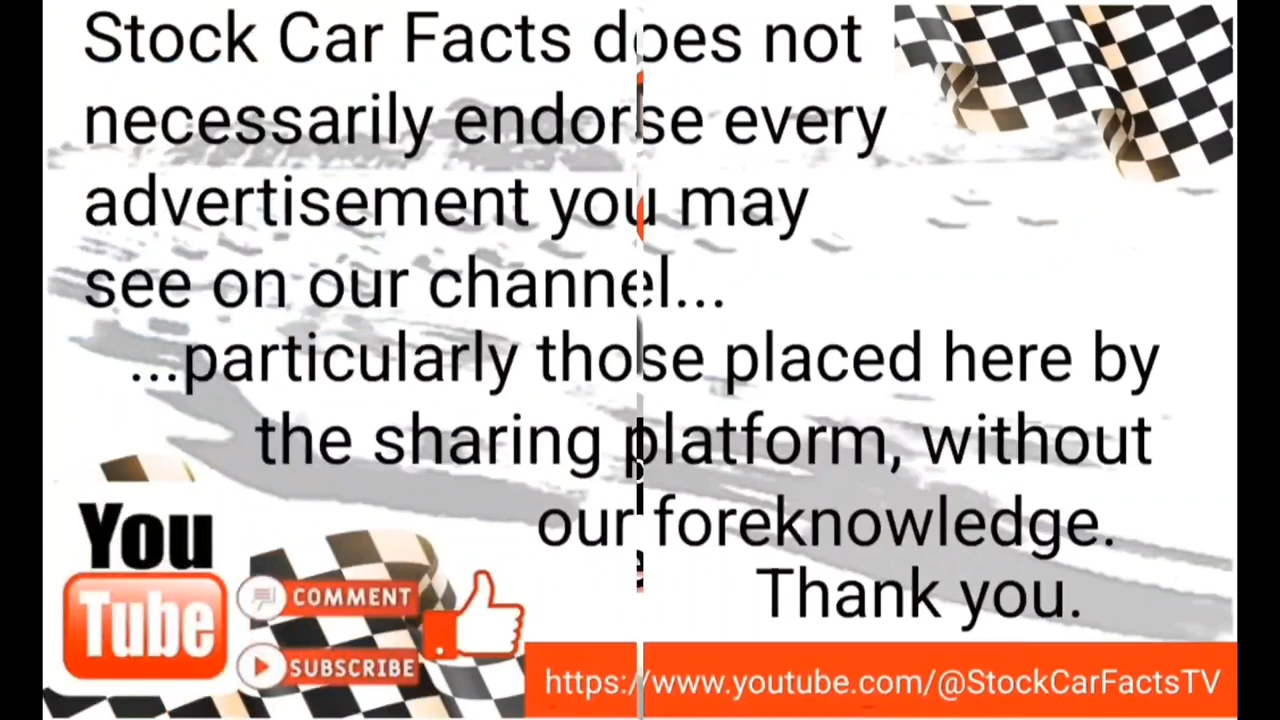 Stock Car Facts does not
necessarily endorse every
advertisement you may
see on our channel...
...particularly those placed here by
the sharing platform, without
our foreknowledge.
Thank you.
You
Tube
COMMENT
SUBSCRIBE
https://www.youtube.com/@StockCarFactsTV